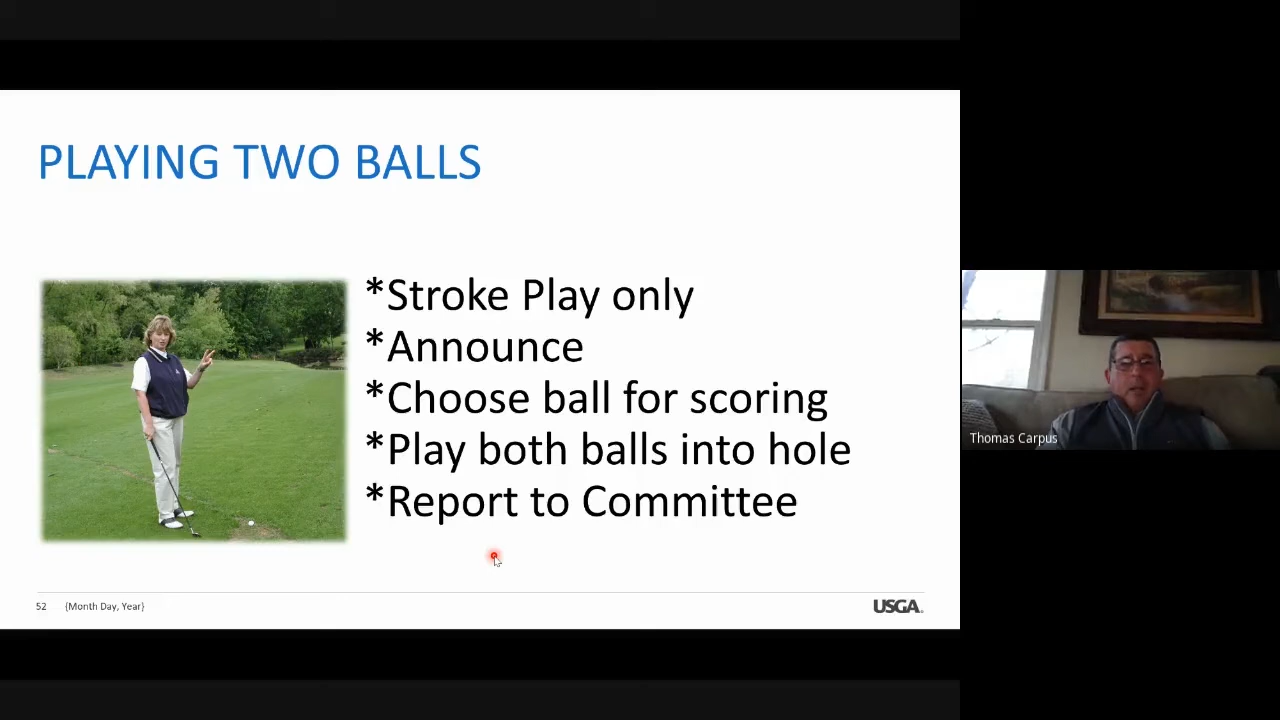 PLAYING TWO BALLS
*Stroke Play only
*Announce
*Choose ball for scoring
*Play both balls into hole
*Report to Committee
52 {Month Day, Year}
USGA
Thomas Carpus